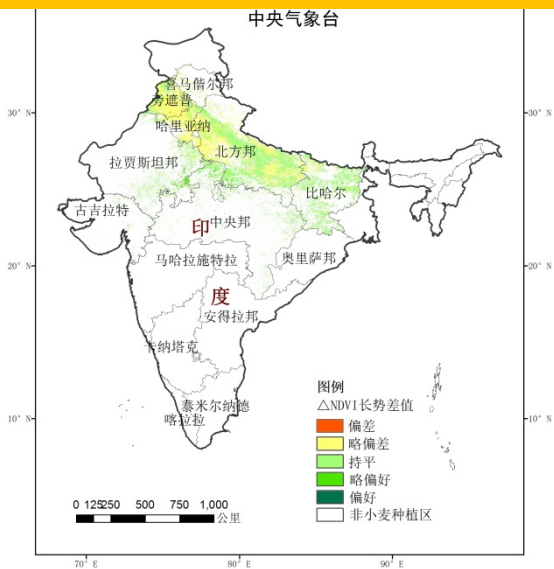 中央气象台
喜马偕尔邦
旁遮普
30° N
30° N
哈里亚纳
北方邦
拉贾斯坦邦
比哈尔
古吉拉特
印
中央邦
马哈拉施特拉
奥里萨邦
20° N
20° N
度
安得拉邦
卡纳塔克
图例
△NDVI长势差值
泰米尔纳德
喀拉拉
10° N
10° N
偏差
略偏差
持平
略偏好
偏好
非小麦种植区
0 125250 500 750 1,000
公里
70° E
80° E
90° E